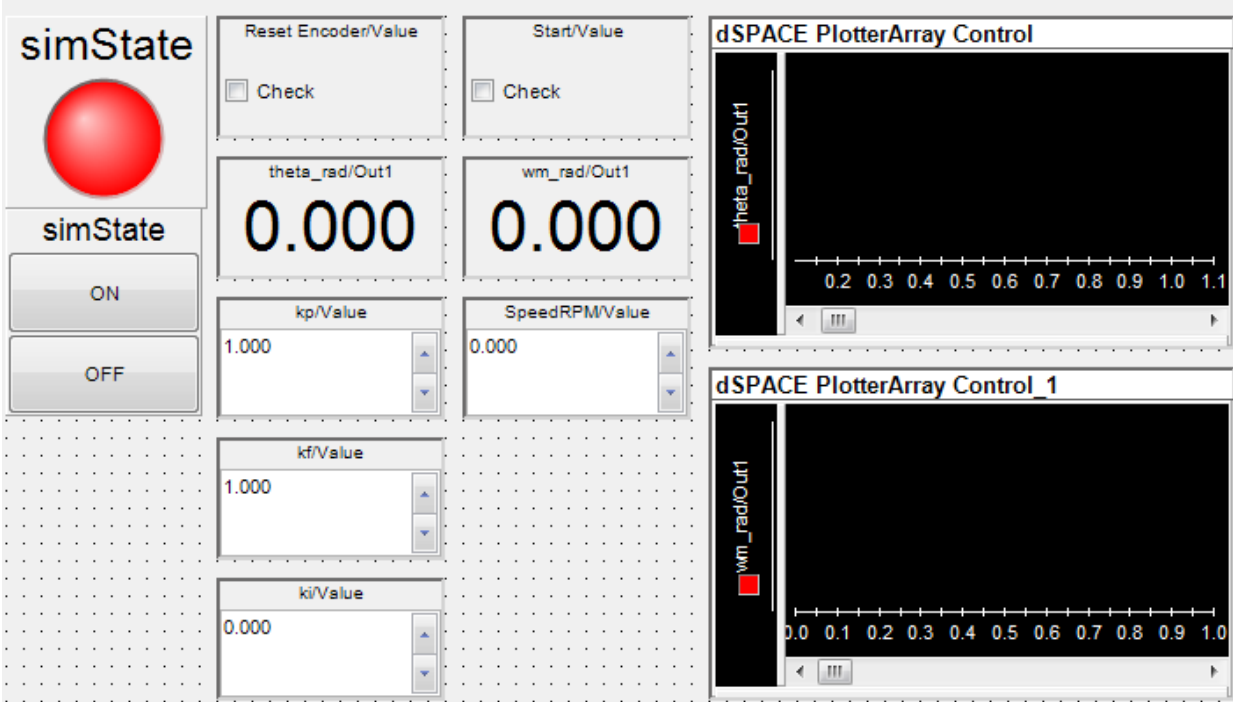 simState
simState
ON
OFF
Reset Encoder/Value
Check
Start/Value
Check
theta_rad/Out1
0.000
wm_rad/Out1
0.000
kp/Value
1.000
SpeedRPM/Value
0.000
kf/Value
1.000
ki/Value
0.000
dSPACE PlotterArray Control
theta_rad/Out1
0.2 0.3 0.4 0.5 0.6 0.7 0.8 0.9 1.0 1.1
dSPACE PlotterArray Control_1
wm_rad/Out1
0.0 0.1 0.2 0.3 0.4 0.5 0.6 0.7 0.8 0.9 1.0